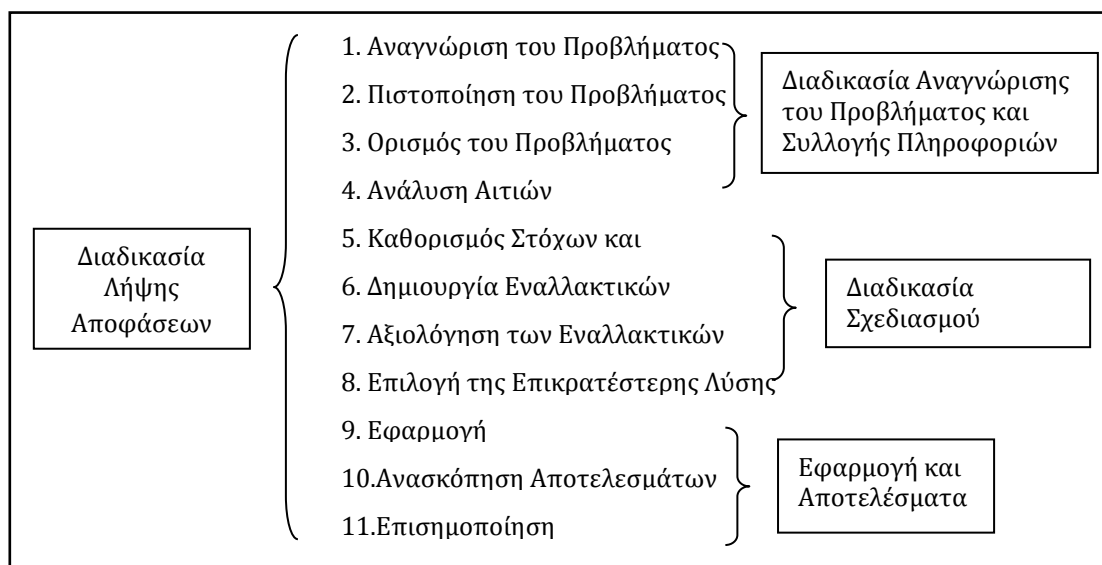 Διαδικασία
Λήψης
Αποφάσεων
1. Αναγνώριση του Προβλήματος
2. Πιστοποίηση του Προβλήματος
3. Ορισμός του Προβλήματος
4. Ανάλυση Αιτιών
5. Καθορισμός Στόχων και
6. Δημιουργία Εναλλακτικών
7. Αξιολόγηση των Εναλλακτικών
8. Επιλογή της Επικρατέστερης Λύσης
9. Εφαρμογή
10.Ανασκόπηση Αποτελεσμάτων
11.Επισημοποίηση
Διαδικασία Αναγνώρισης
του Προβλήματος και
Συλλογής Πληροφοριών
Διαδικασία
Σχεδιασμού
Εφαρμογή και
Αποτελέσματα